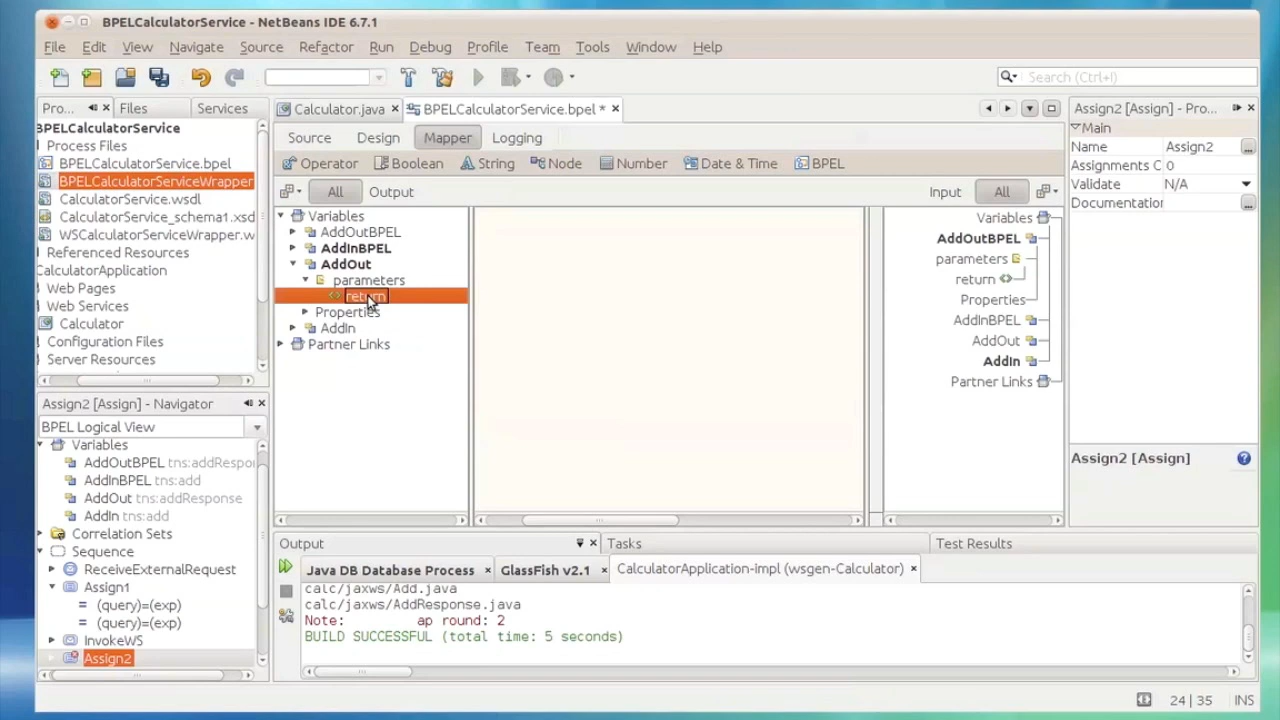 BPELCalculatorService - NetBeans IDE 6.7.1
File Edit View Navigate Source Refactor Run Debug Profile Team Tools Window Help
Search (Ctrl+I)
Pro... Files Services
BPELCalculatorService
Process Files
BPELCalculatorService.bpel
BPELCalculatorServiceWrapper
CalculatorService.wsdl
CalculatorService_schema1.xsd
WSCalculatorServiceWrapper.w
Referenced Resources
CalculatorApplication
Web Pages
Web Services
Calculator
Configuration Files
Server Resources
Assign2 [Assign] - Navigator
BPEL Logical View
Variables
AddOutBPEL tns:addRespo
AddInBPEL tns:add
AddOut tns:addResponse
AddIn tns:add
Correlation Sets
Sequence
ReceiveExternalRequest
Assign1
= (query)=(exp)
= (query)=(exp)
InvokeWS
Assign2
Calculator.java BPELCalculatorService.bpel *
Source Design Mapper Logging
Operator Boolean String Node Number Date & Time BPEL
All Output Input All
Variables
AddOutBPEL
AddInBPEL
AddOut
parameters
return
Properties
AddIn
Partner Links
Variables
AddOutBPEL
parameters
return
Properties
AddInBPEL
AddOut
AddIn
Partner Links
Output Tasks Test Results
Java DB Database Process GlassFish v2.1 CalculatorApplication-impl (wsgen-Calculator)
calc/jaxws/Add.java
calc/jaxws/AddResponse.java
Note: ap round: 2
BUILD SUCCESSFUL (total time: 5 seconds)
Assign2 [Assign] - Pro...
Main
Name Assign2
Assignments C 0
Validate N/A
Documentation
Assign2 [Assign]
24 | 35 INS